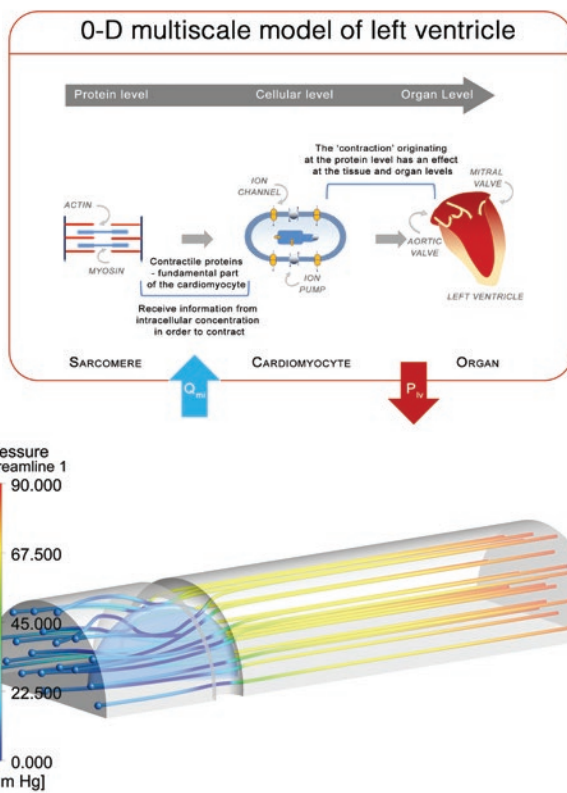 0-D multiscale model of left ventricle
Protein level Cellular level Organ Level
The 'contraction' originating
at the protein level has an effect
at the tissue and organ levels
ION
CHANNEL
MITRAL
VALVE
ACTIN
MYOSIN
AORTIC
VALVE
Contractile proteins
- fundamental part
of the cardiomyocyte
ION
PUMP
LEFT VENTRICLE
Receive information from
intracellular concentration
in order to contract
SARCOMERE CARDIOMYOCYTE ORGAN
Qmi Plv
essure
reamline 1
90.000
67.500
45.000
22.500
0.000
m Hg]